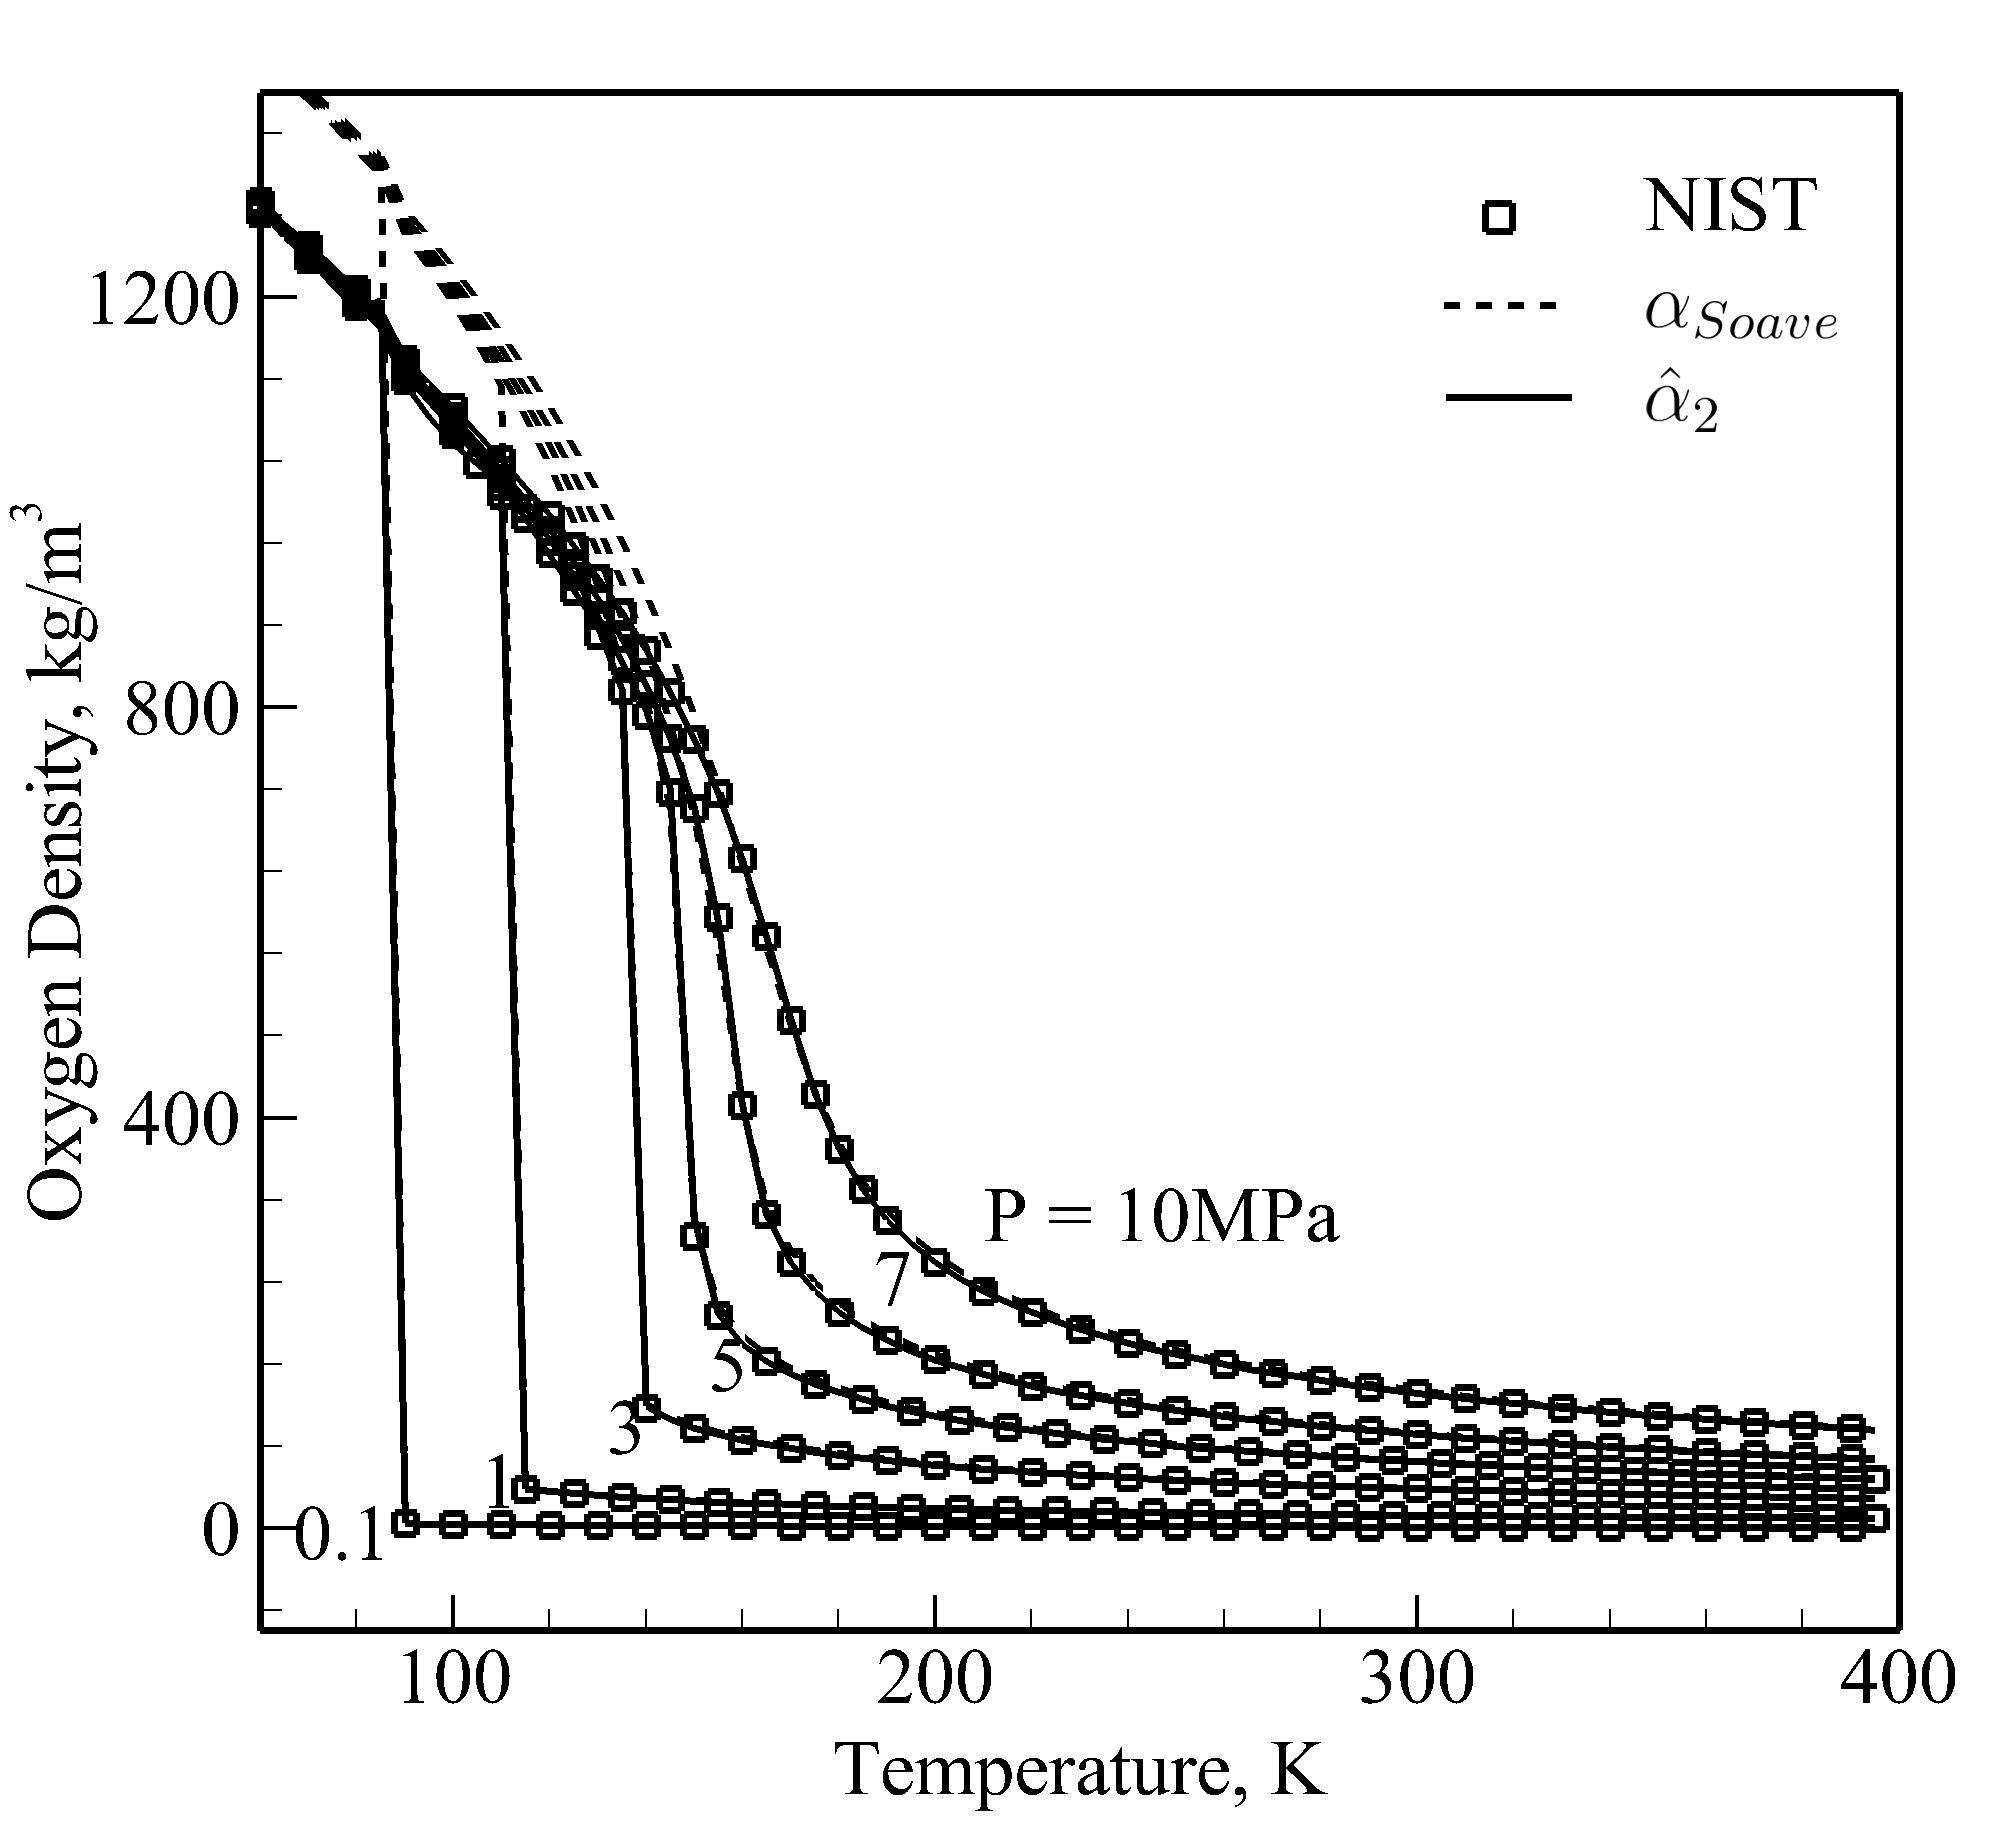 NIST
α_Soave
α̂₂
1200
800
400
0
Oxygen Density, kg/m³
P = 10MPa
7
5
3
1
0.1
100
200
300
400
Temperature, K